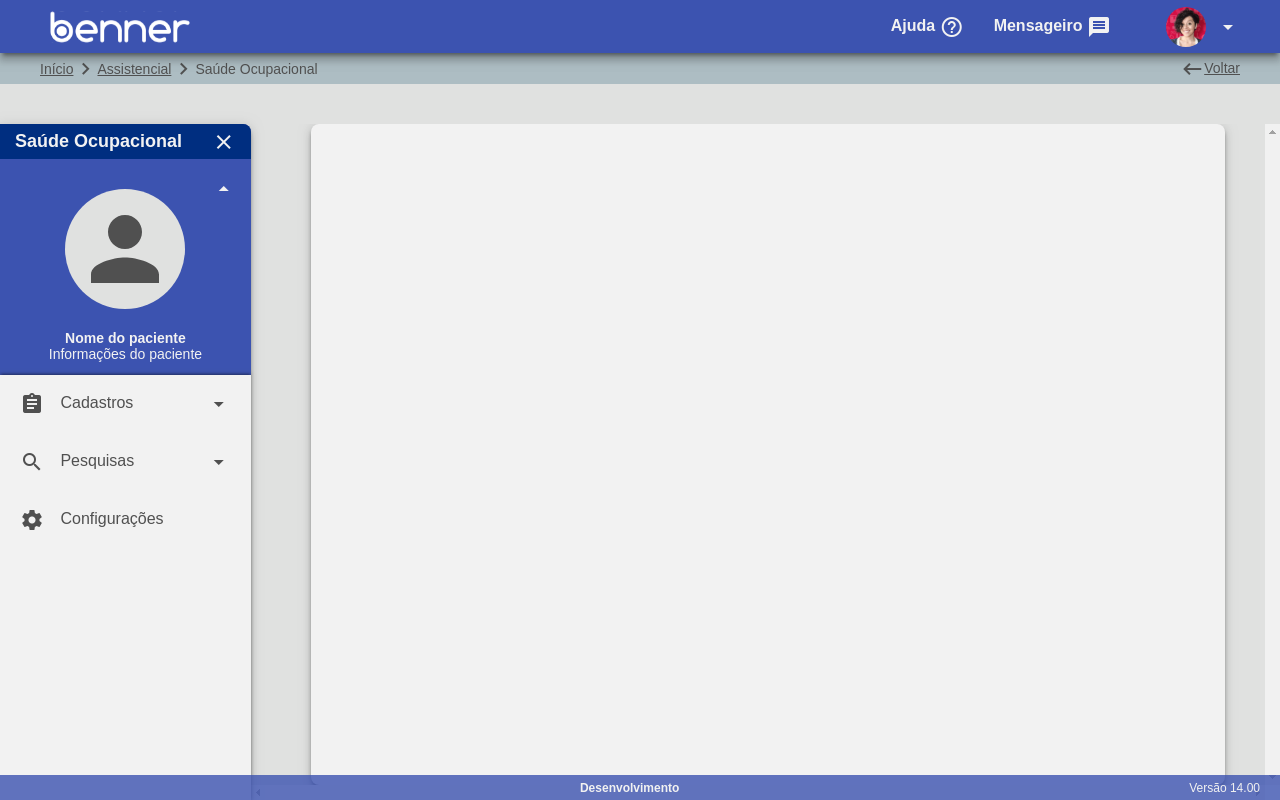 benner
Ajuda
Mensageiro
Início
Assistencial
Saúde Ocupacional
Voltar
Saúde Ocupacional
Nome do paciente
Informações do paciente
Cadastros
Pesquisas
Configurações
Desenvolvimento
Versão 14.00